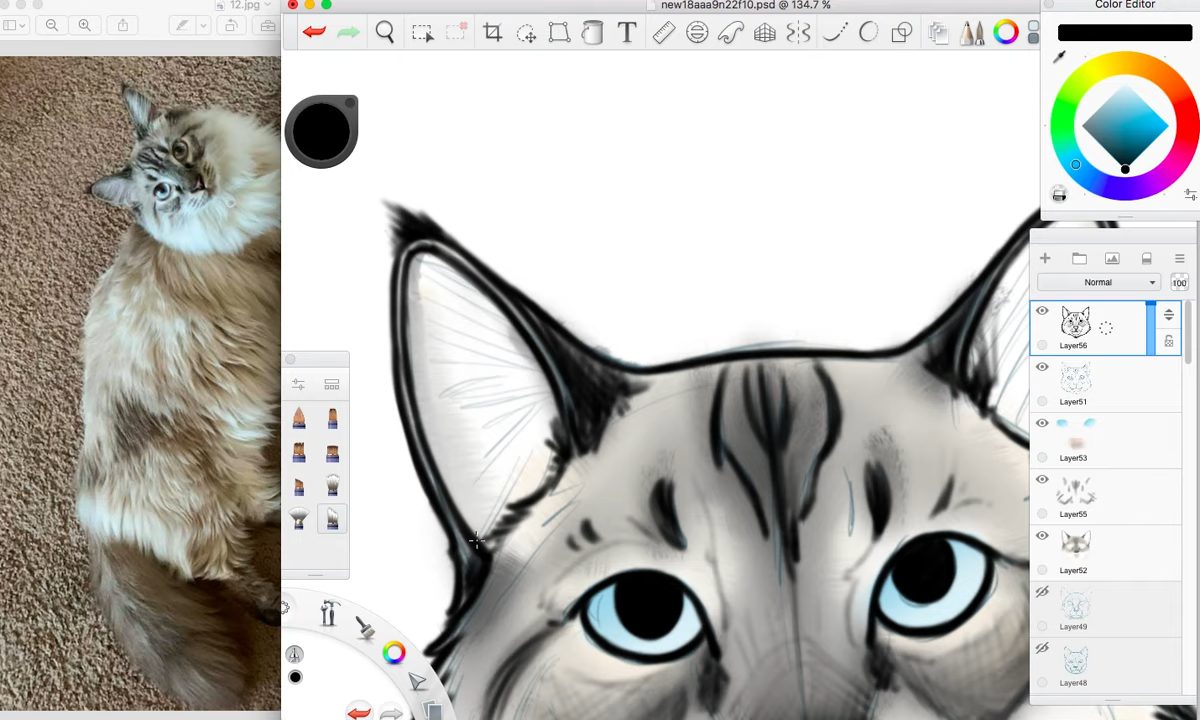 12.jpg
new18aaa9n22f10.psd @ 134.7 %
Color Editor
Normal
100
Layer56
Layer51
Layer53
Layer55
Layer52
Layer49
Layer48